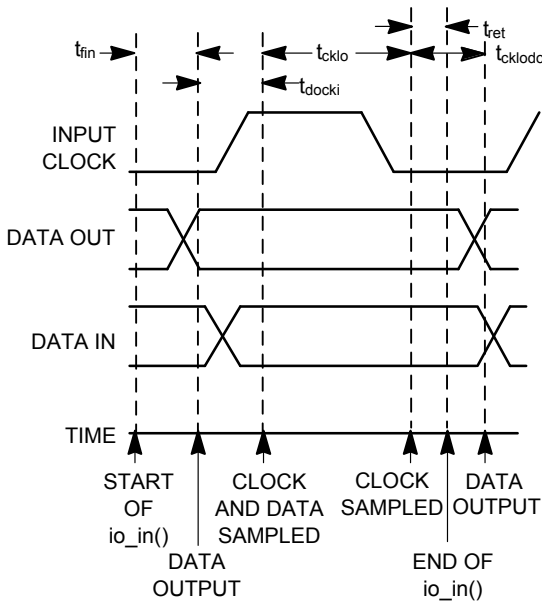 tfin
tcklo
tret
tcklodo
tdocki
INPUT
CLOCK
DATA OUT
DATA IN
TIME
START
OF
io_in()
DATA
OUTPUT
CLOCK
AND DATA
SAMPLED
CLOCK
SAMPLED
END OF
io_in()
DATA
OUTPUT